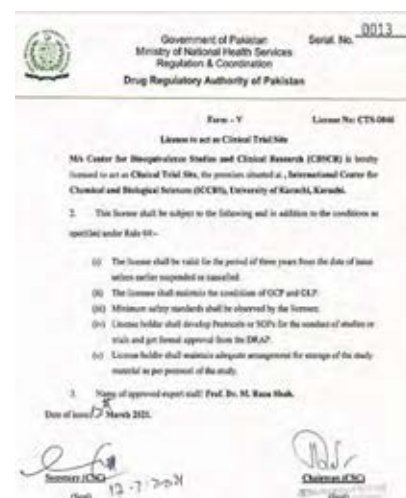 Government of Pakistan
Serial. No. 0013
Ministry of National Health Services
Regulation & Coordination
Drug Regulatory Authority of Pakistan
Form - V
License No: CTS-0046
License to act as Clinical Trial Site
M/s Center for Bioequivalence Studies and Clinical Research (CBSCR) is hereby
licensed to act as Clinical Trial Site, the premises situated at , International Center for
Chemical and Biological Sciences (ICCBS), University of Karachi, Karachi.
2. This license shall be subject to the following and in addition to the conditions as
specified under Rule
(i) The license shall be valid for the period of three years from the date of issue
unless earlier suspended or cancelled.
(ii) The licensee shall maintain the conditions of GCP and GLP.
(iii) Minimum safety standards shall be observed by the licensee.
(iv) License holder shall develop Protocols or SOPs for the conduct of studies or
trials and get formal approval from the DRAP.
(v) License holder shall maintain adequate arrangement for storage of the study
material as per protocol of the study.
3. Name of approved expert staff: Prof. Dr. M. Raza Shah.
Date of issue: March 2021.
Secretary (CSC)
Chairman (CSC)
(Seal)
(Seal)